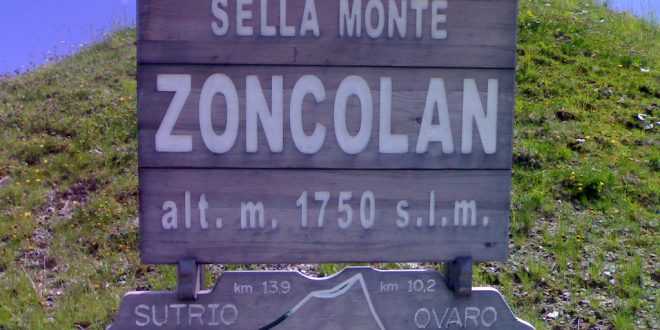 SELLA MONTE
ZONCOLAN
alt. m. 1750 s.l.m.
km 13,9 km 10,2
SUTRIO OVARO